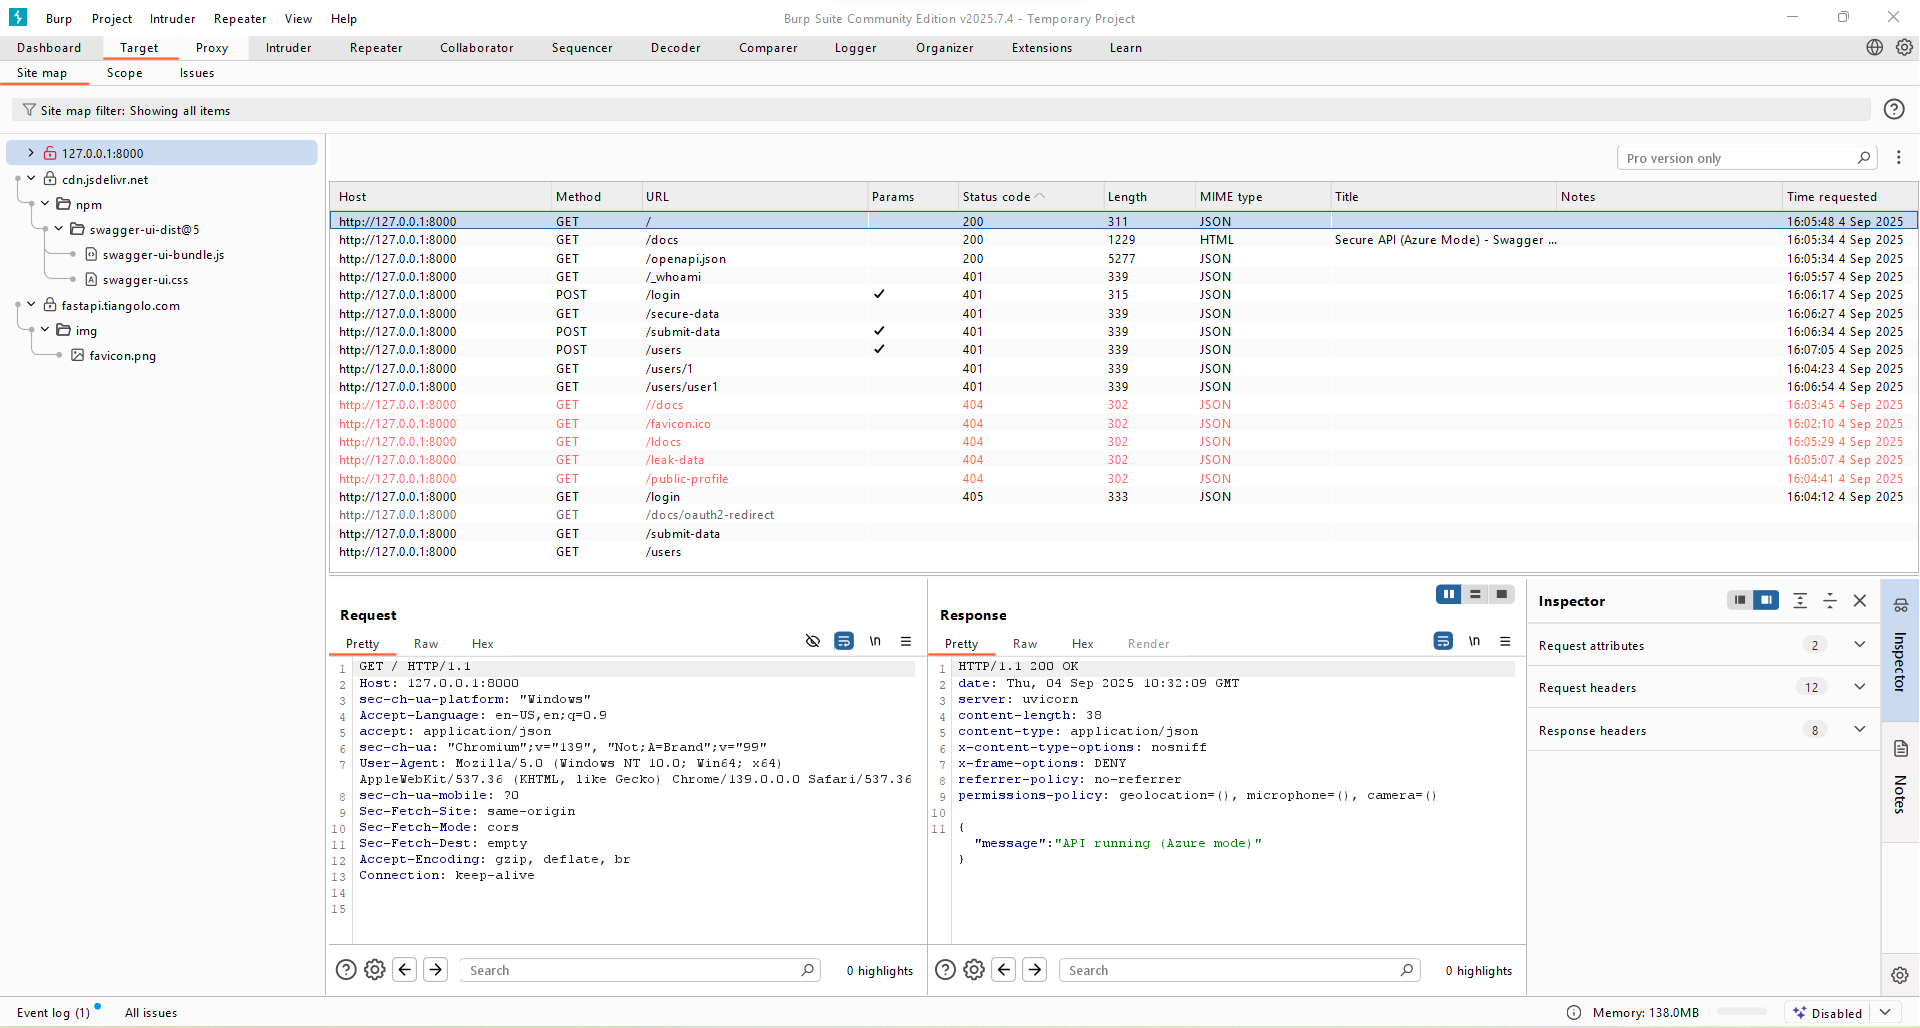 Burp Project Intruder Repeater View Help
Burp Suite Community Edition v2025.7.4 - Temporary Project
Dashboard Target Proxy Intruder Repeater Collaborator Sequencer Decoder Comparer Logger Organizer Extensions Learn
Site map Scope Issues
Site map filter: Showing all items
127.0.0.1:8000
cdn.jsdelivr.net
npm
swagger-ui-dist@5
swagger-ui-bundle.js
swagger-ui.css
fastapi.tiangolo.com
img
favicon.png
Pro version only
Host Method URL Params Status code Length MIME type Title Notes Time requested
http://127.0.0.1:8000 GET / 200 311 JSON 16:05:48 4 Sep 2025
http://127.0.0.1:8000 GET /docs 200 1229 HTML Secure API (Azure Mode) - Swagger ... 16:05:34 4 Sep 2025
http://127.0.0.1:8000 GET /openapi.json 200 5277 JSON 16:05:34 4 Sep 2025
http://127.0.0.1:8000 GET /_whoami 401 339 JSON 16:05:57 4 Sep 2025
http://127.0.0.1:8000 POST /login ✓ 401 315 JSON 16:06:17 4 Sep 2025
http://127.0.0.1:8000 GET /secure-data 401 339 JSON 16:06:27 4 Sep 2025
http://127.0.0.1:8000 POST /submit-data ✓ 401 339 JSON 16:06:34 4 Sep 2025
http://127.0.0.1:8000 POST /users ✓ 401 339 JSON 16:07:05 4 Sep 2025
http://127.0.0.1:8000 GET /users/1 401 339 JSON 16:04:23 4 Sep 2025
http://127.0.0.1:8000 GET /users/user1 401 339 JSON 16:06:54 4 Sep 2025
http://127.0.0.1:8000 GET //docs 404 302 JSON 16:03:45 4 Sep 2025
http://127.0.0.1:8000 GET /favicon.ico 404 302 JSON 16:02:10 4 Sep 2025
http://127.0.0.1:8000 GET /ldocs 404 302 JSON 16:05:29 4 Sep 2025
http://127.0.0.1:8000 GET /leak-data 404 302 JSON 16:05:07 4 Sep 2025
http://127.0.0.1:8000 GET /public-profile 404 302 JSON 16:04:41 4 Sep 2025
http://127.0.0.1:8000 GET /login 405 333 JSON 16:04:12 4 Sep 2025
http://127.0.0.1:8000 GET /docs/oauth2-redirect
http://127.0.0.1:8000 GET /submit-data
http://127.0.0.1:8000 GET /users
Request
Pretty Raw Hex
\n
1 GET / HTTP/1.1
2 Host: 127.0.0.1:8000
3 sec-ch-ua-platform: "Windows"
4 Accept-Language: en-US,en;q=0.9
5 accept: application/json
6 sec-ch-ua: "Chromium";v="139", "Not;A=Brand";v="99"
7 User-Agent: Mozilla/5.0 (Windows NT 10.0; Win64; x64)
AppleWebKit/537.36 (KHTML, like Gecko) Chrome/139.0.0.0 Safari/537.36
8 sec-ch-ua-mobile: ?0
9 Sec-Fetch-Site: same-origin
10 Sec-Fetch-Mode: cors
11 Sec-Fetch-Dest: empty
12 Accept-Encoding: gzip, deflate, br
13 Connection: keep-alive
14
15
Search
0 highlights
Response
Pretty Raw Hex Render
\n
1 HTTP/1.1 200 OK
2 date: Thu, 04 Sep 2025 10:32:09 GMT
3 server: uvicorn
4 content-length: 38
5 content-type: application/json
6 x-content-type-options: nosniff
7 x-frame-options: DENY
8 referrer-policy: no-referrer
9 permissions-policy: geolocation=(), microphone=(), camera=()
10
11 {
"message":"API running (Azure mode)"
}
Search
0 highlights
Inspector
Request attributes 2
Request headers 12
Response headers 8
Inspector
Notes
Event log (1) All issues
Memory: 138.0MB
Disabled